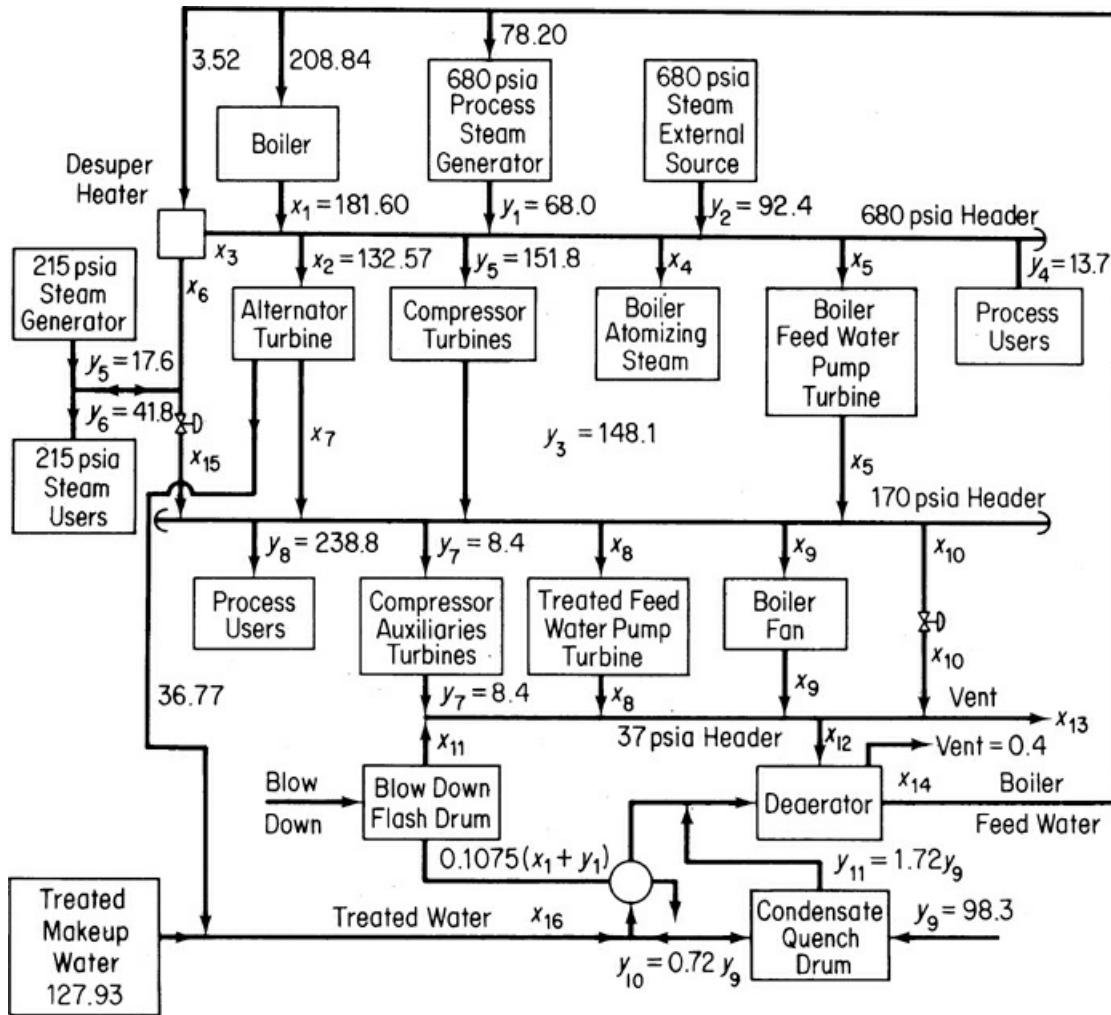 3.52
208.84
78.20
680 psia
Process
Steam
Generator
680 psia
Steam
External
Source
Boiler
Desuper
Heater
x1 = 181.60
y1 = 68.0
y2 = 92.4
680 psia Header
x3
x2 = 132.57
y5 = 151.8
x4
x5
y4 = 13.7
215 psia
Steam
Generator
x6
Alternator
Turbine
Compressor
Turbines
Boiler
Atomizing
Steam
Boiler
Feed Water
Pump
Turbine
Process
Users
y5 = 17.6
y6 = 41.8
x7
y3 = 148.1
x5
215 psia
Steam
Users
x15
170 psia Header
y8 = 238.8
y7 = 8.4
x8
x9
x10
Process
Users
Compressor
Auxiliaries
Turbines
Treated Feed
Water Pump
Turbine
Boiler
Fan
x10
36.77
y7 = 8.4
x8
x9
Vent
x13
x11
37 psia Header
x12
Vent = 0.4
Blow
Down
Blow Down
Flash Drum
Deaerator
x14
Boiler
Feed Water
0.1075(x1 + y1)
y11 = 1.72y9
Treated
Makeup
Water
127.93
Treated Water
x16
Condensate
Quench
Drum
y9 = 98.3
y10 = 0.72 y9